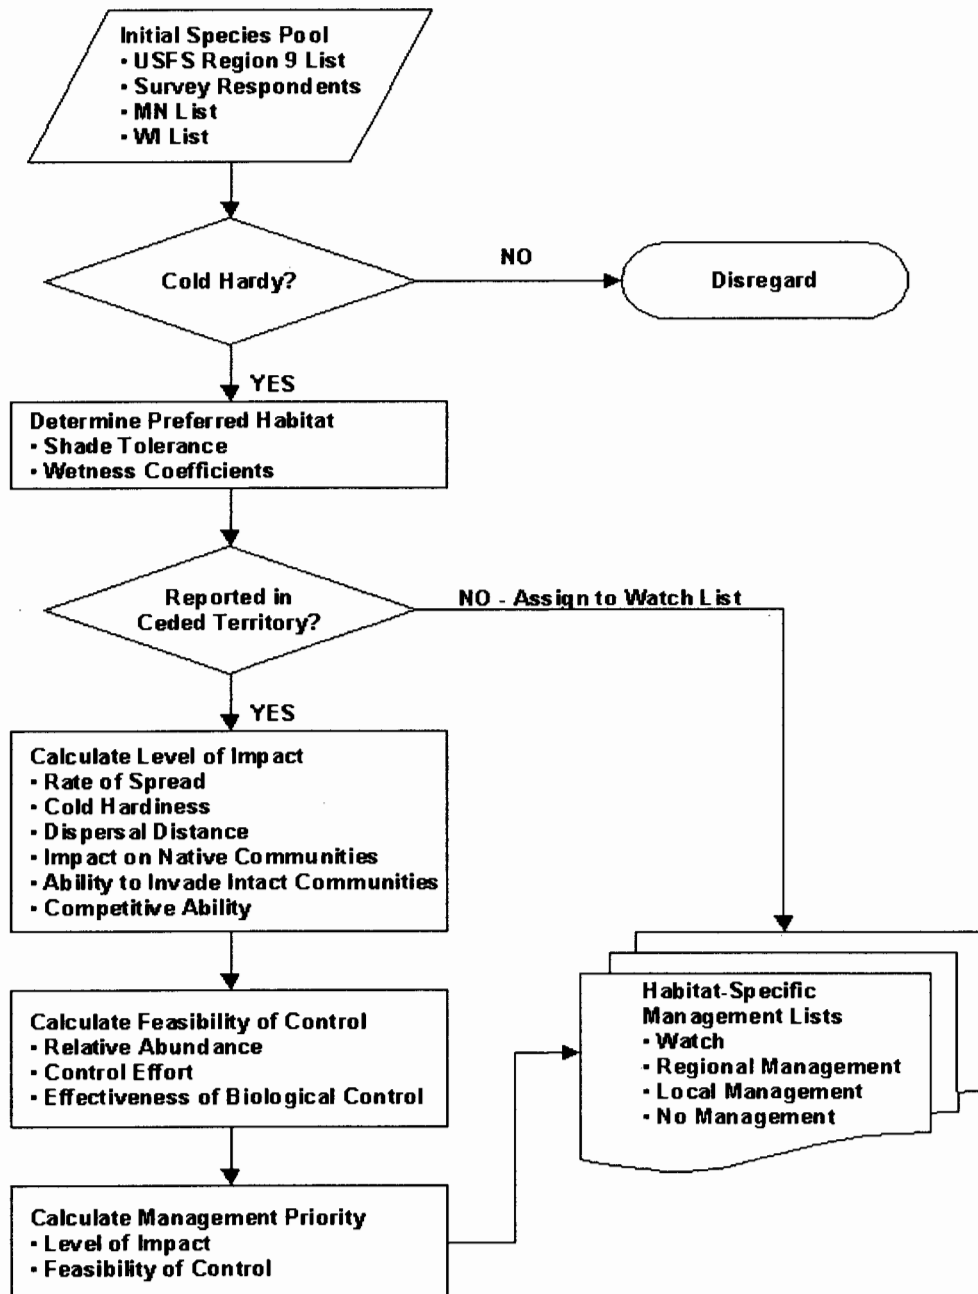 Initial Species Pool
▪ USFS Region 9 List
▪ Survey Respondents
▪ MN List
▪ WI List
Cold Hardy?
NO
Disregard
YES
Determine Preferred Habitat
▪ Shade Tolerance
▪ Wetness Coefficients
Reported in
Ceded Territory?
NO - Assign to Watch List
YES
Calculate Level of Impact
▪ Rate of Spread
▪ Cold Hardiness
▪ Dispersal Distance
▪ Impact on Native Communities
▪ Ability to Invade Intact Communities
▪ Competitive Ability
Calculate Feasibility of Control
▪ Relative Abundance
▪ Control Effort
▪ Effectiveness of Biological Control
Habitat-Specific
Management Lists
▪ Watch
▪ Regional Management
▪ Local Management
▪ No Management
Calculate Management Priority
▪ Level of Impact
▪ Feasibility of Control